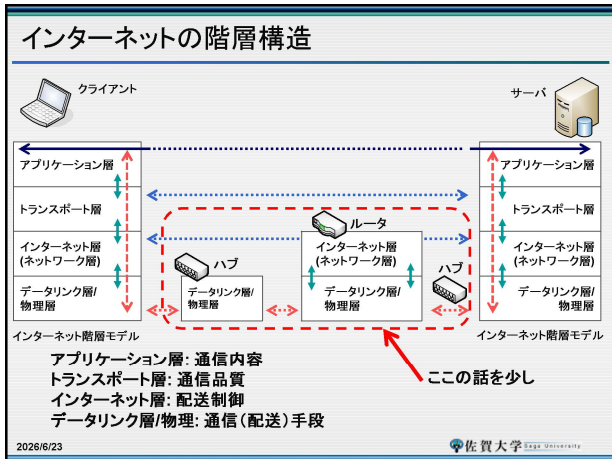 インターネットの階層構造
クライアント
サーバ
アプリケーション層
アプリケーション層
トランスポート層
トランスポート層
ルータ
インターネット層
(ネットワーク層)
インターネット層
(ネットワーク層)
インターネット層
(ネットワーク層)
ハブ
ハブ
データリンク層/
物理層
データリンク層/
物理層
データリンク層/
物理層
データリンク層/
物理層
インターネット階層モデル
インターネット階層モデル
アプリケーション層: 通信内容
トランスポート層: 通信品質
インターネット層: 配送制御
データリンク層/物理: 通信(配送)手段
ここの話を少し
2026/6/23
佐賀大学 Saga University